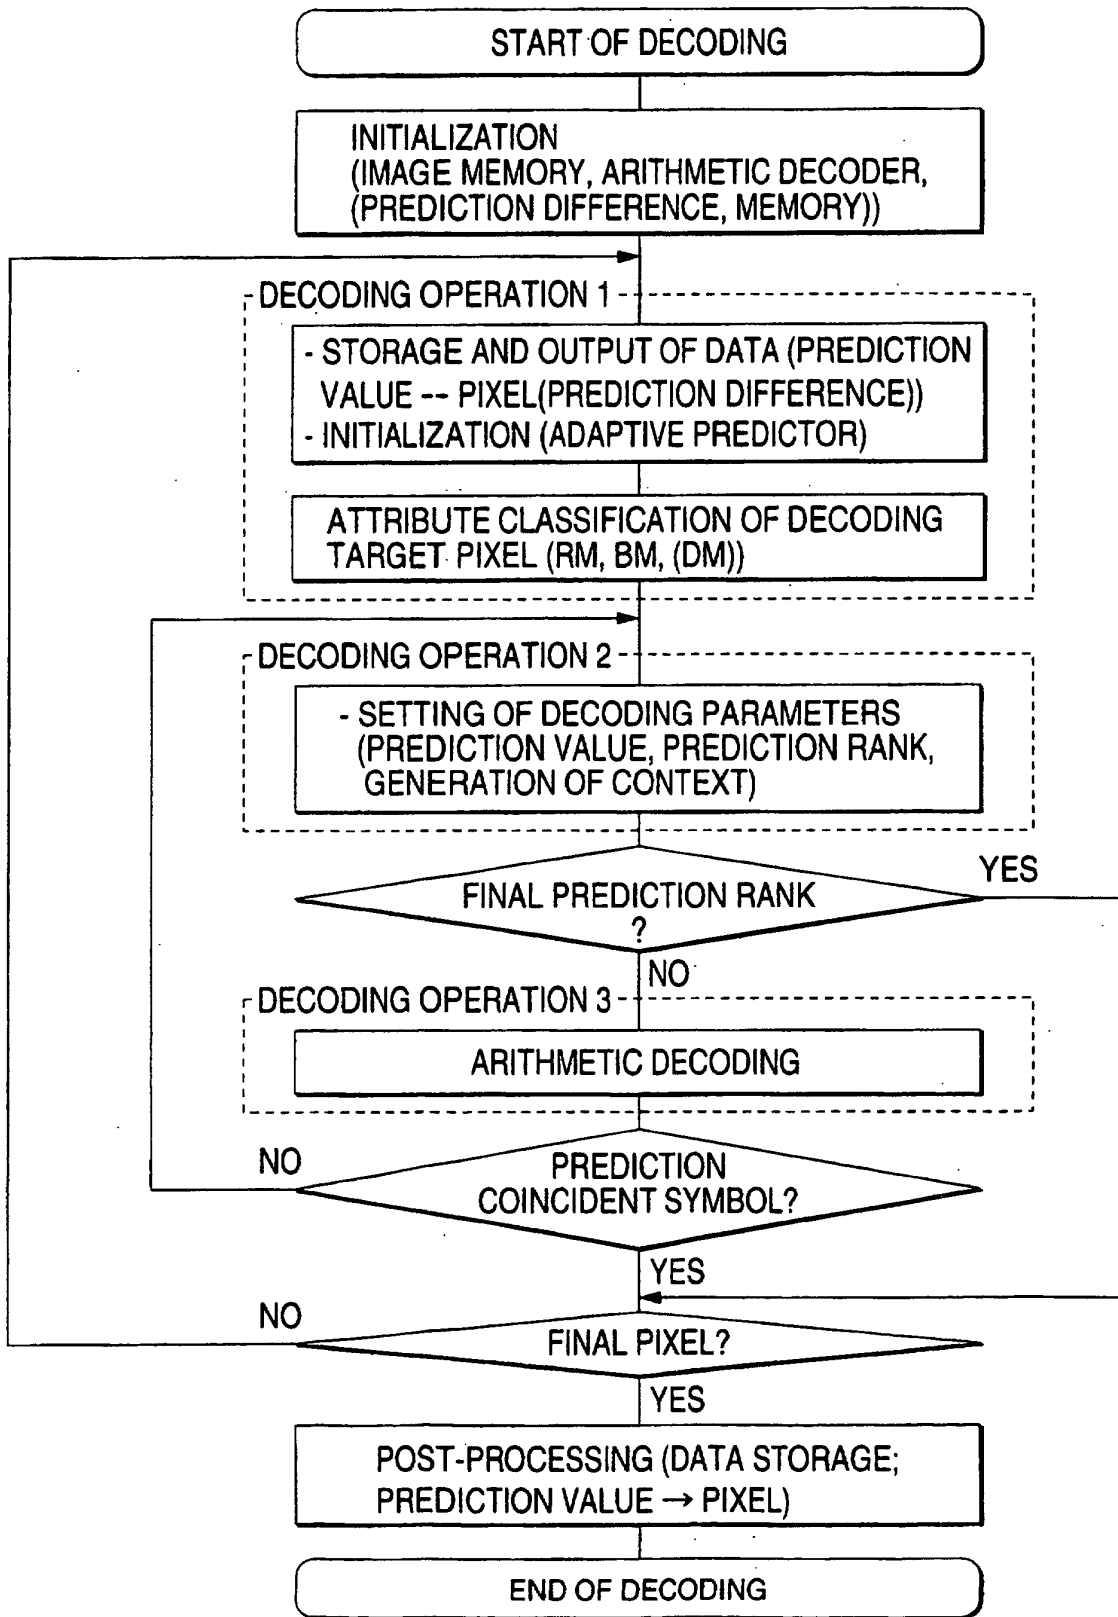 START OF DECODING
INITIALIZATION
(IMAGE MEMORY, ARITHMETIC DECODER,
(PREDICTION DIFFERENCE, MEMORY))
DECODING OPERATION 1
- STORAGE AND OUTPUT OF DATA (PREDICTION
VALUE -- PIXEL(PREDICTION DIFFERENCE))
- INITIALIZATION (ADAPTIVE PREDICTOR)
ATTRIBUTE CLASSIFICATION OF DECODING
TARGET PIXEL (RM, BM, (DM))
DECODING OPERATION 2
- SETTING OF DECODING PARAMETERS
(PREDICTION VALUE, PREDICTION RANK,
GENERATION OF CONTEXT)
YES
FINAL PREDICTION RANK
?
NO
DECODING OPERATION 3
ARITHMETIC DECODING
NO
PREDICTION
COINCIDENT SYMBOL?
YES
NO
FINAL PIXEL?
YES
POST-PROCESSING (DATA STORAGE;
PREDICTION VALUE → PIXEL)
END OF DECODING